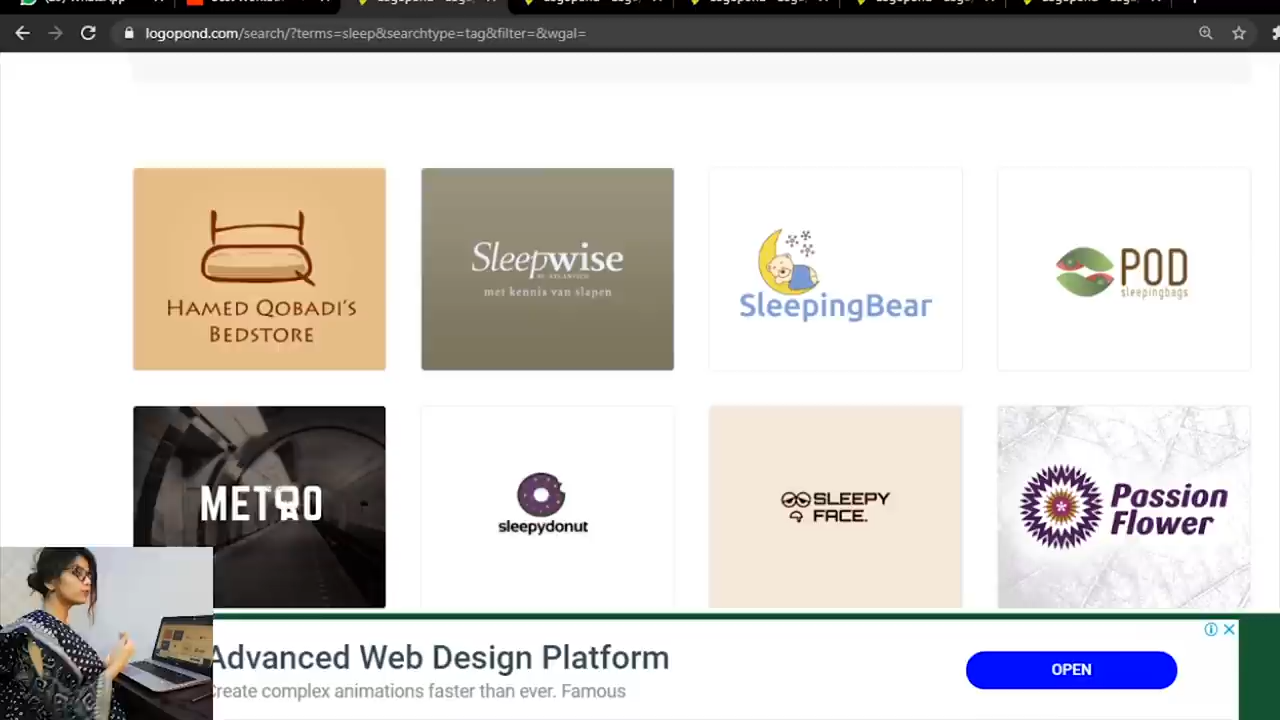 logopond.com/search/?terms=sleep&searchtype=tag&filter=&wgal=
HAMED QOBADI'S
BEDSTORE
Sleepwise
met kennis van slapen
SleepingBear
POD
sleepingbags
METRO
sleepydonut
SLEEPY
FACE.
Passion
Flower
Advanced Web Design Platform
Create complex animations faster than ever. Famous
OPEN